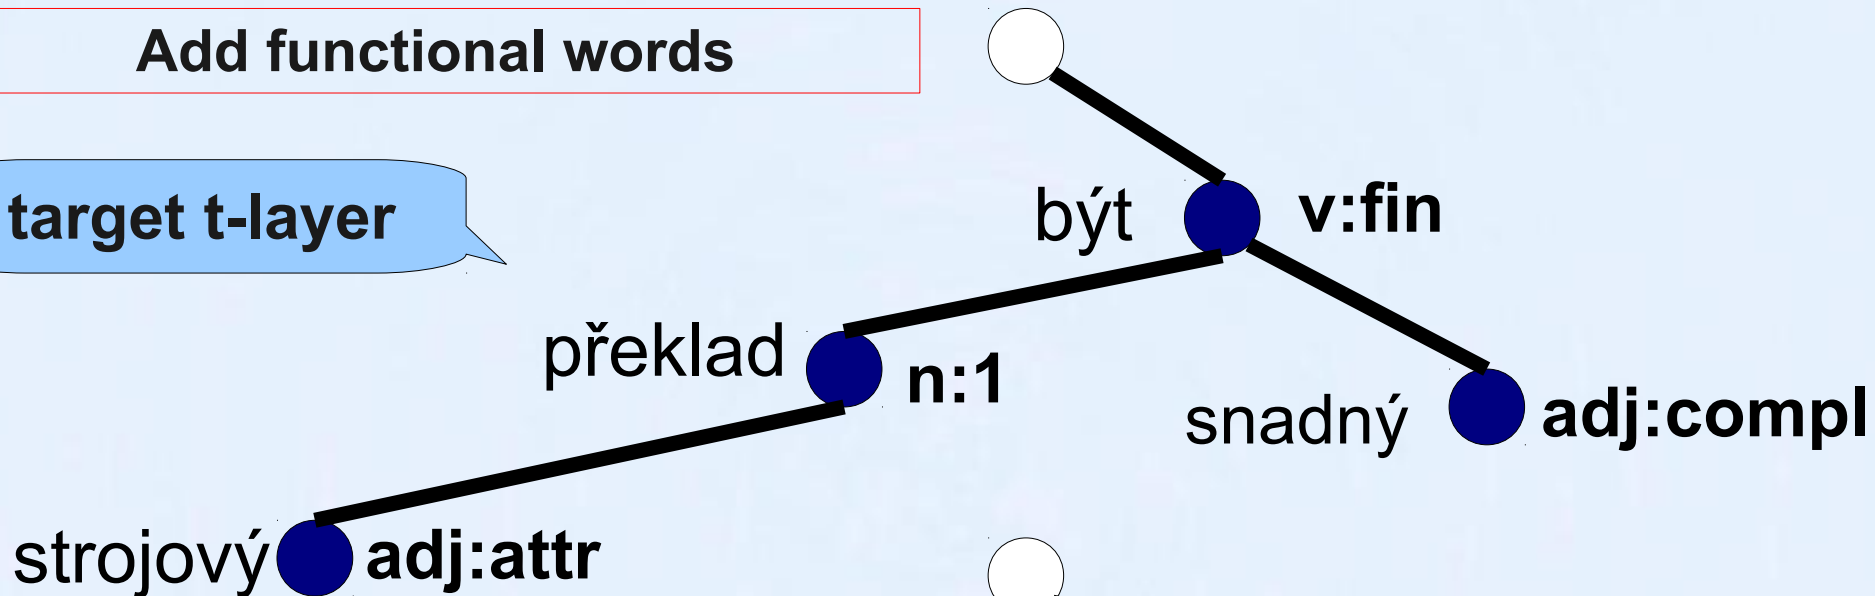 Add functional words
target t-layer
být v:fin
překlad n:1
snadný adj:compl
strojový adj:attr